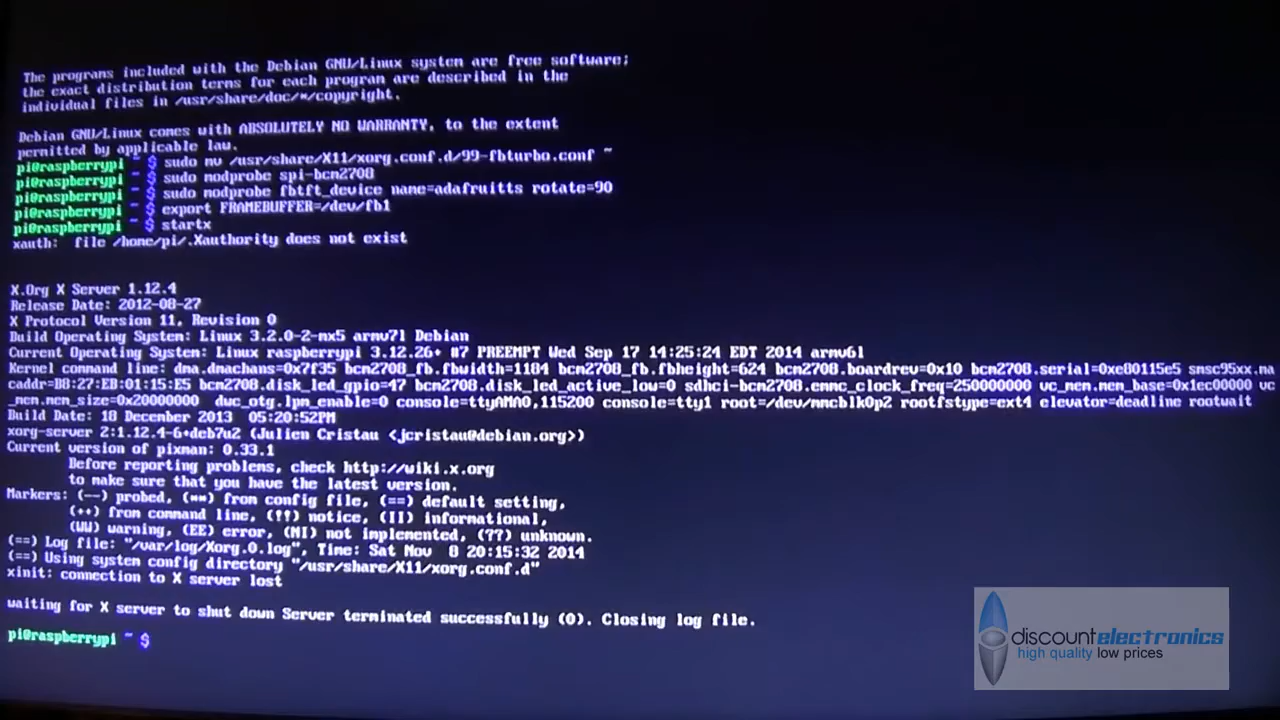 The programs included with the Debian GNU/Linux system are free software;
the exact distribution terms for each program are described in the
individual files in /usr/share/doc/*/copyright.
Debian GNU/Linux comes with ABSOLUTELY NO WARRANTY, to the extent
permitted by applicable law.
pi@raspberrypi ~ $ sudo mv /usr/share/X11/xorg.conf.d/99-fbturbo.conf ~
pi@raspberrypi ~ $ sudo modprobe spi-bcm2708
pi@raspberrypi ~ $ sudo modprobe fbtft_device name=adafruitts rotate=90
pi@raspberrypi ~ $ export FRAMEBUFFER=/dev/fb1
pi@raspberrypi ~ $ startx
xauth:  file /home/pi/.Xauthority does not exist
X.Org X Server 1.12.4
Release Date: 2012-08-27
X Protocol Version 11, Revision 0
Build Operating System: Linux 3.2.0-2-mx5 armv7l Debian
Current Operating System: Linux raspberrypi 3.12.26+ #7 PREEMPT Wed Sep 17 14:25:24 EDT 2014 armv6l
Kernel command line: dma.dmachans=0x7f35 bcm2708_fb.fbwidth=1184 bcm2708_fb.fbheight=624 bcm2708.boardrev=0x10 bcm2708.serial=0xe80115e5 smsc95xx.ma
caddr=B8:27:EB:01:15:E5 bcm2708.disk_led_gpio=47 bcm2708.disk_led_active_low=0 sdhci-bcm2708.emmc_clock_freq=250000000 vc_mem.mem_base=0x1ec00000 vc
_mem.mem_size=0x20000000  dwc_otg.lpm_enable=0 console=ttyAMA0,115200 console=tty1 root=/dev/mmcblk0p2 rootfstype=ext4 elevator=deadline rootwait
Build Date: 18 December 2013  05:20:52PM
xorg-server 2:1.12.4-6+deb7u2 (Julien Cristau <jcristau@debian.org>)
Current version of pixman: 0.33.1
Before reporting problems, check http://wiki.x.org
to make sure that you have the latest version.
Markers: (--) probed, (**) from config file, (==) default setting,
(++) from command line, (!!) notice, (II) informational,
(WW) warning, (EE) error, (NI) not implemented, (??) unknown.
(==) Log file: "/var/log/Xorg.0.log", Time: Sat Nov  8 20:15:32 2014
(==) Using system config directory "/usr/share/X11/xorg.conf.d"
xinit: connection to X server lost
waiting for X server to shut down Server terminated successfully (0). Closing log file.
pi@raspberrypi ~ $
discountelectronics
high quality low prices